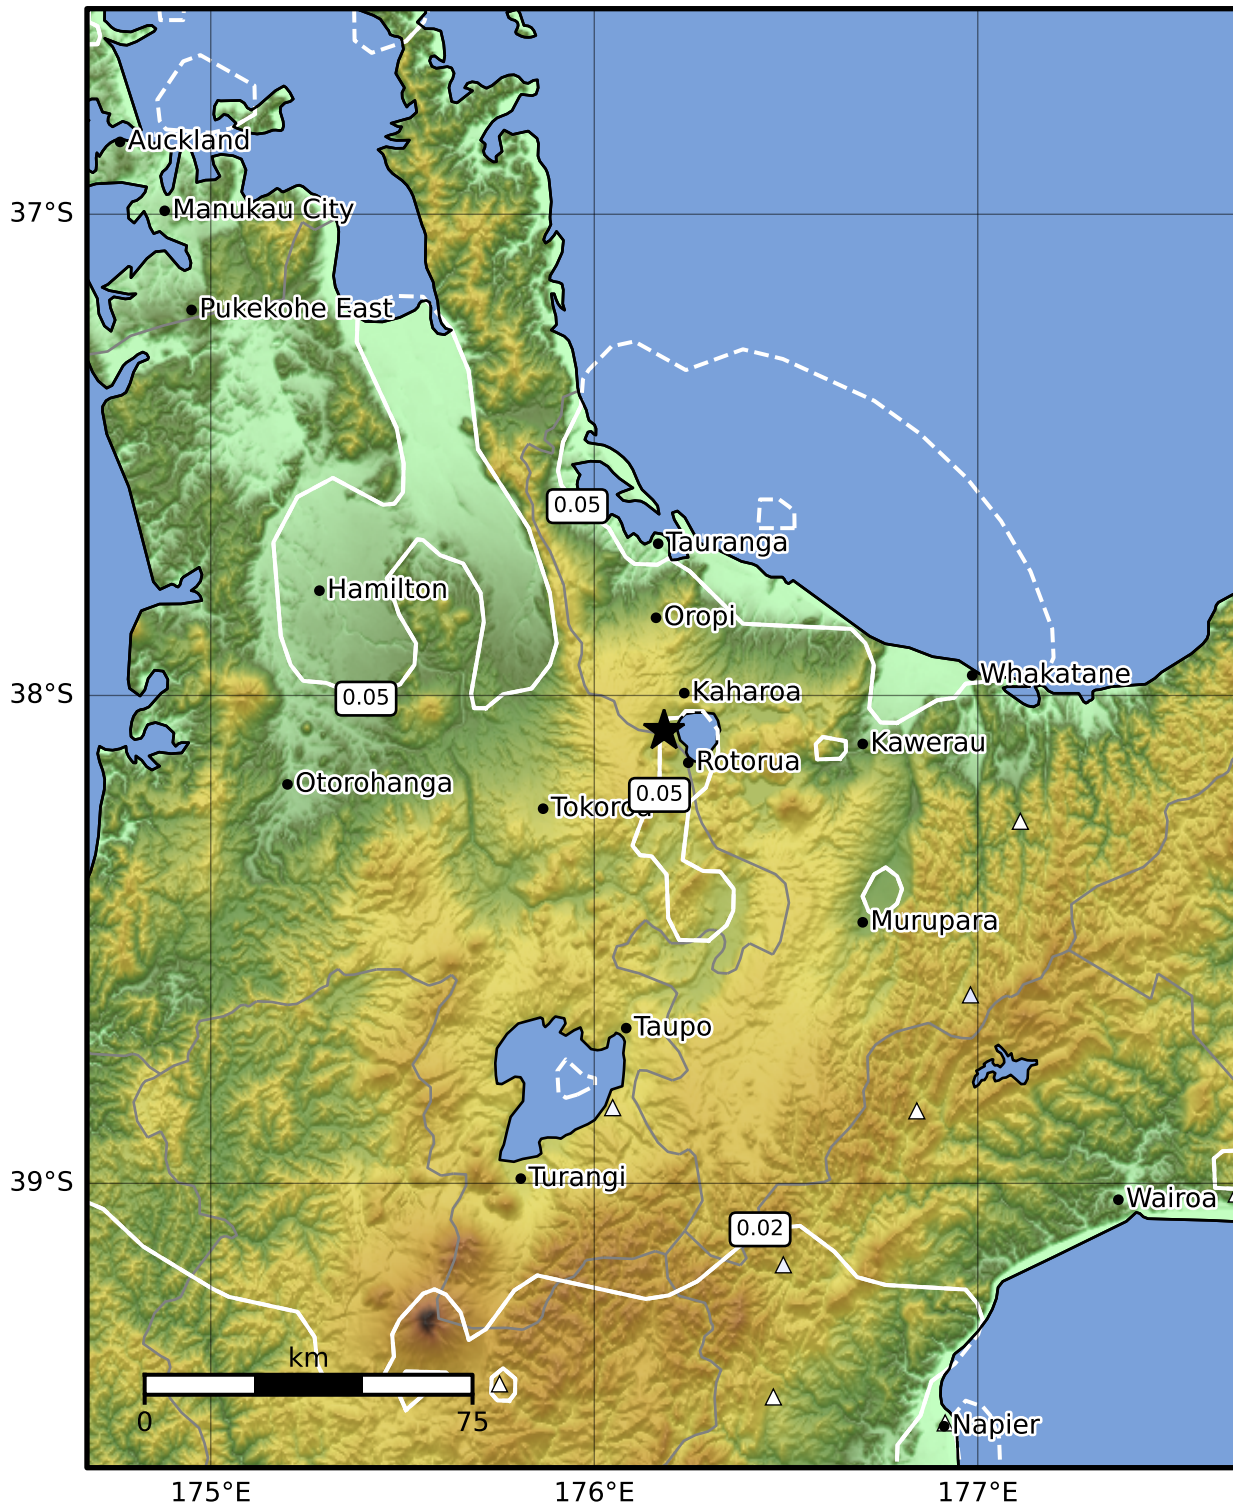 Auckland
37°S
Manukau City
Pukekohe East
0.05
Tauranga
Hamilton
Oropi
38°S
0.05
Whakatane
Kaharoa
Kawerau
Rotorua
Otorohanga
0.05
Tokoroa
Murupara
Taupo
39°S
Turangi
Wairoa
0.02
km
0
75
Napier
175°E
176°E
177°E